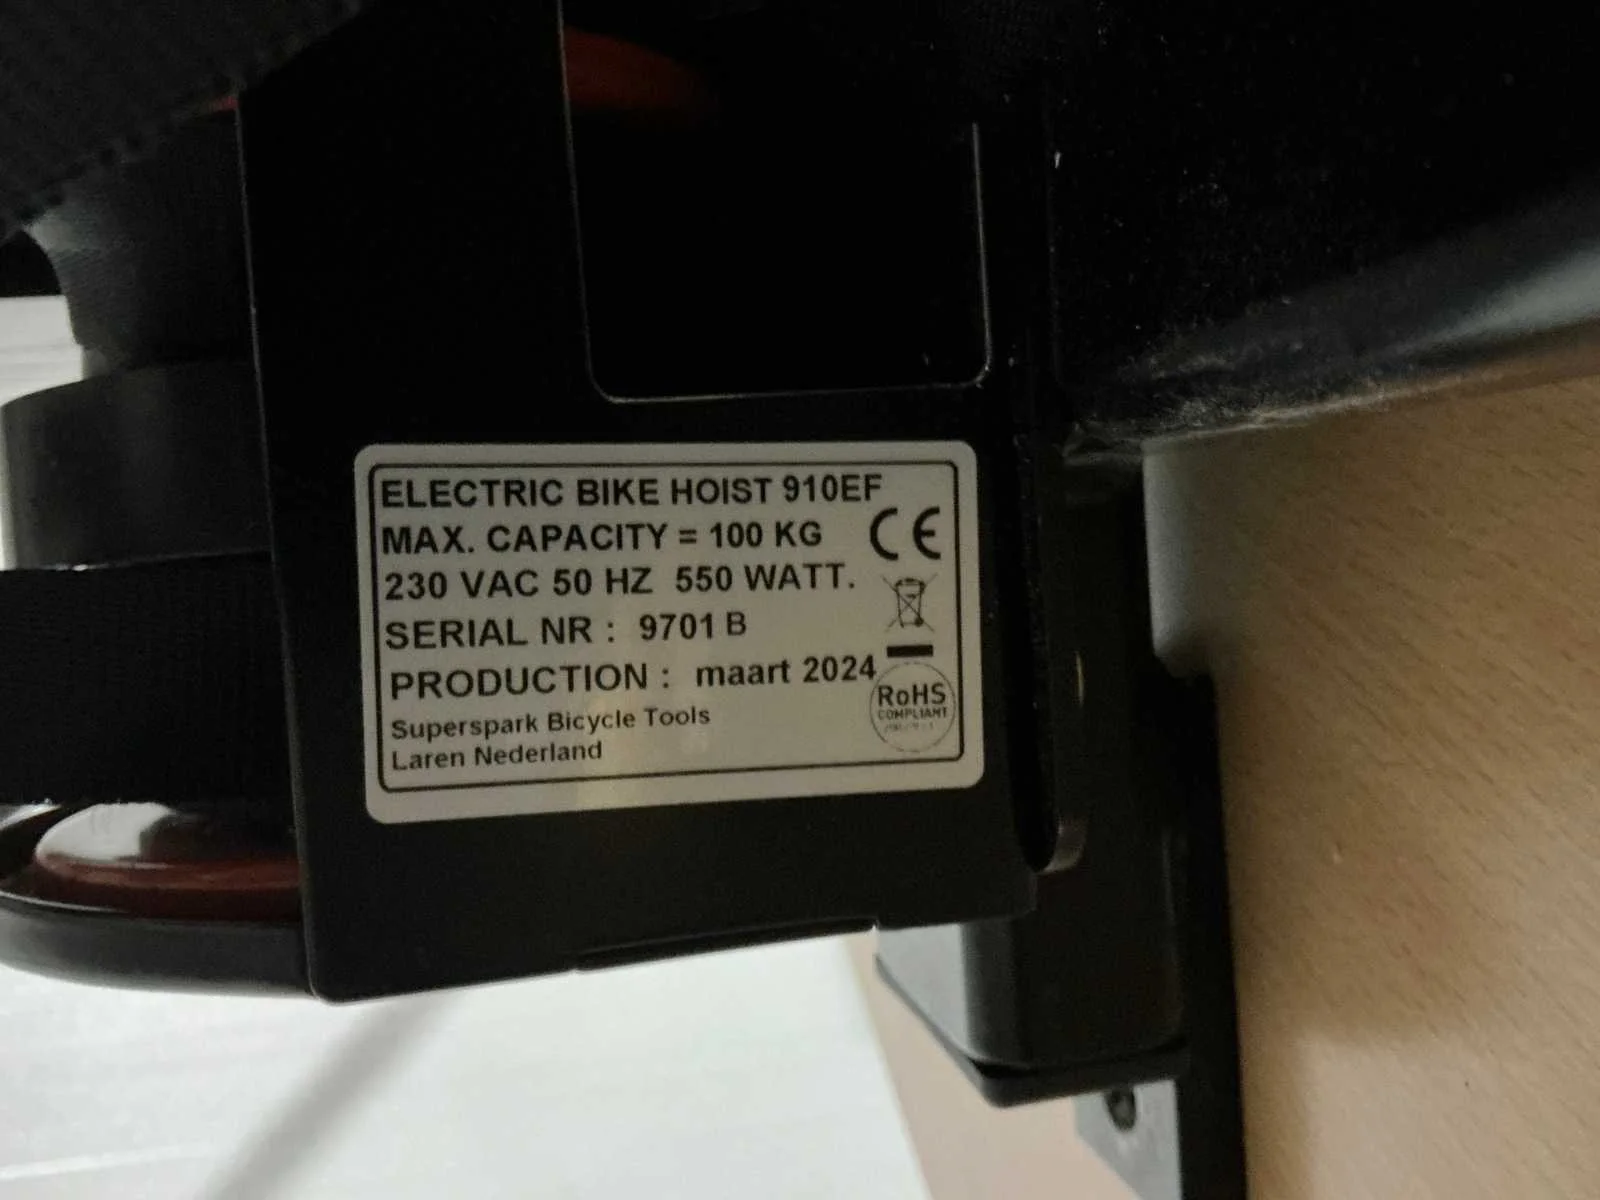 ELECTRIC BIKE HOIST 910EF
MAX. CAPACITY = 100 KG
CE
230 VAC 50 HZ 550 WATT.
SERIAL NR : 9701 B
PRODUCTION : maart 2024
RoHS
COMPLIANT
Superspark Bicycle Tools
Laren Nederland